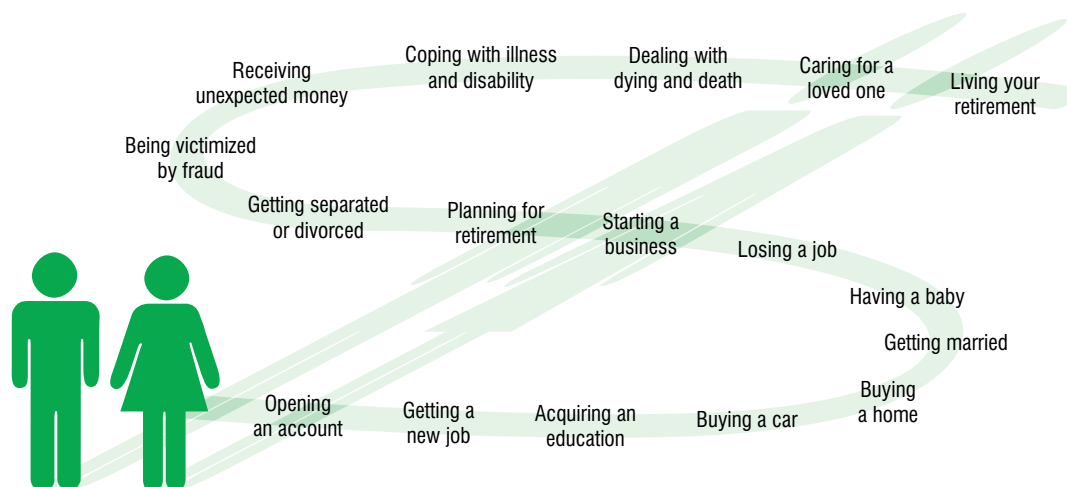 Receiving
unexpected money
Coping with illness
and disability
Dealing with
dying and death
Caring for a
loved one
Living your
retirement
Being victimized
by fraud
Getting separated
or divorced
Planning for
retirement
Starting a
business
Losing a job
Having a baby
Getting married
Buying
a home
Buying a car
Acquiring an
education
Getting a
new job
Opening
an account